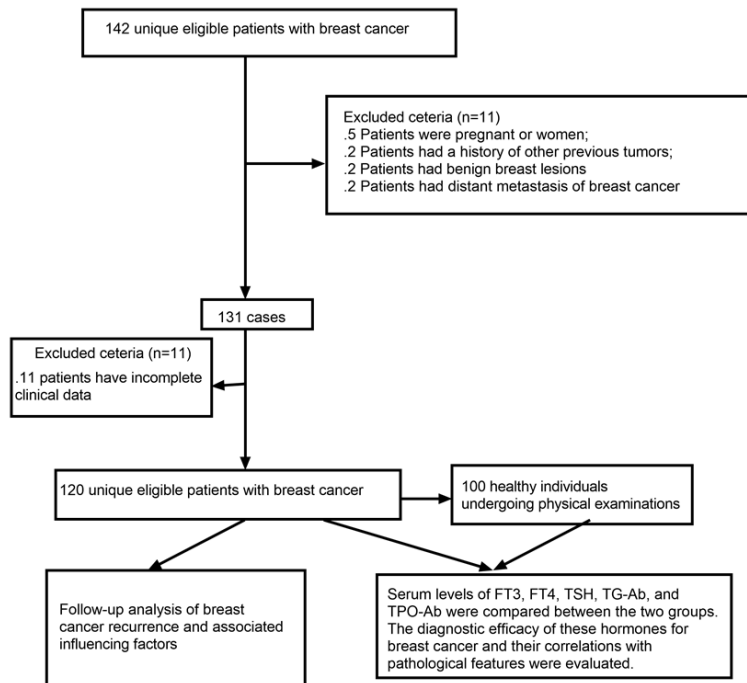 142 unique eligible patients with breast cancer
Excluded ceteria (n=11)
.5 Patients were pregnant or women;
.2 Patients had a history of other previous tumors;
.2 Patients had benign breast lesions
.2 Patients had distant metastasis of breast cancer
131 cases
Excluded ceteria (n=11)
.11 patients have incomplete
clinical data
120 unique eligible patients with breast cancer
100 healthy individuals
undergoing physical examinations
Follow-up analysis of breast
cancer recurrence and associated
influencing factors
Serum levels of FT3, FT4, TSH, TG-Ab, and
TPO-Ab were compared between the two groups.
The diagnostic efficacy of these hormones for
breast cancer and their correlations with
pathological features were evaluated.